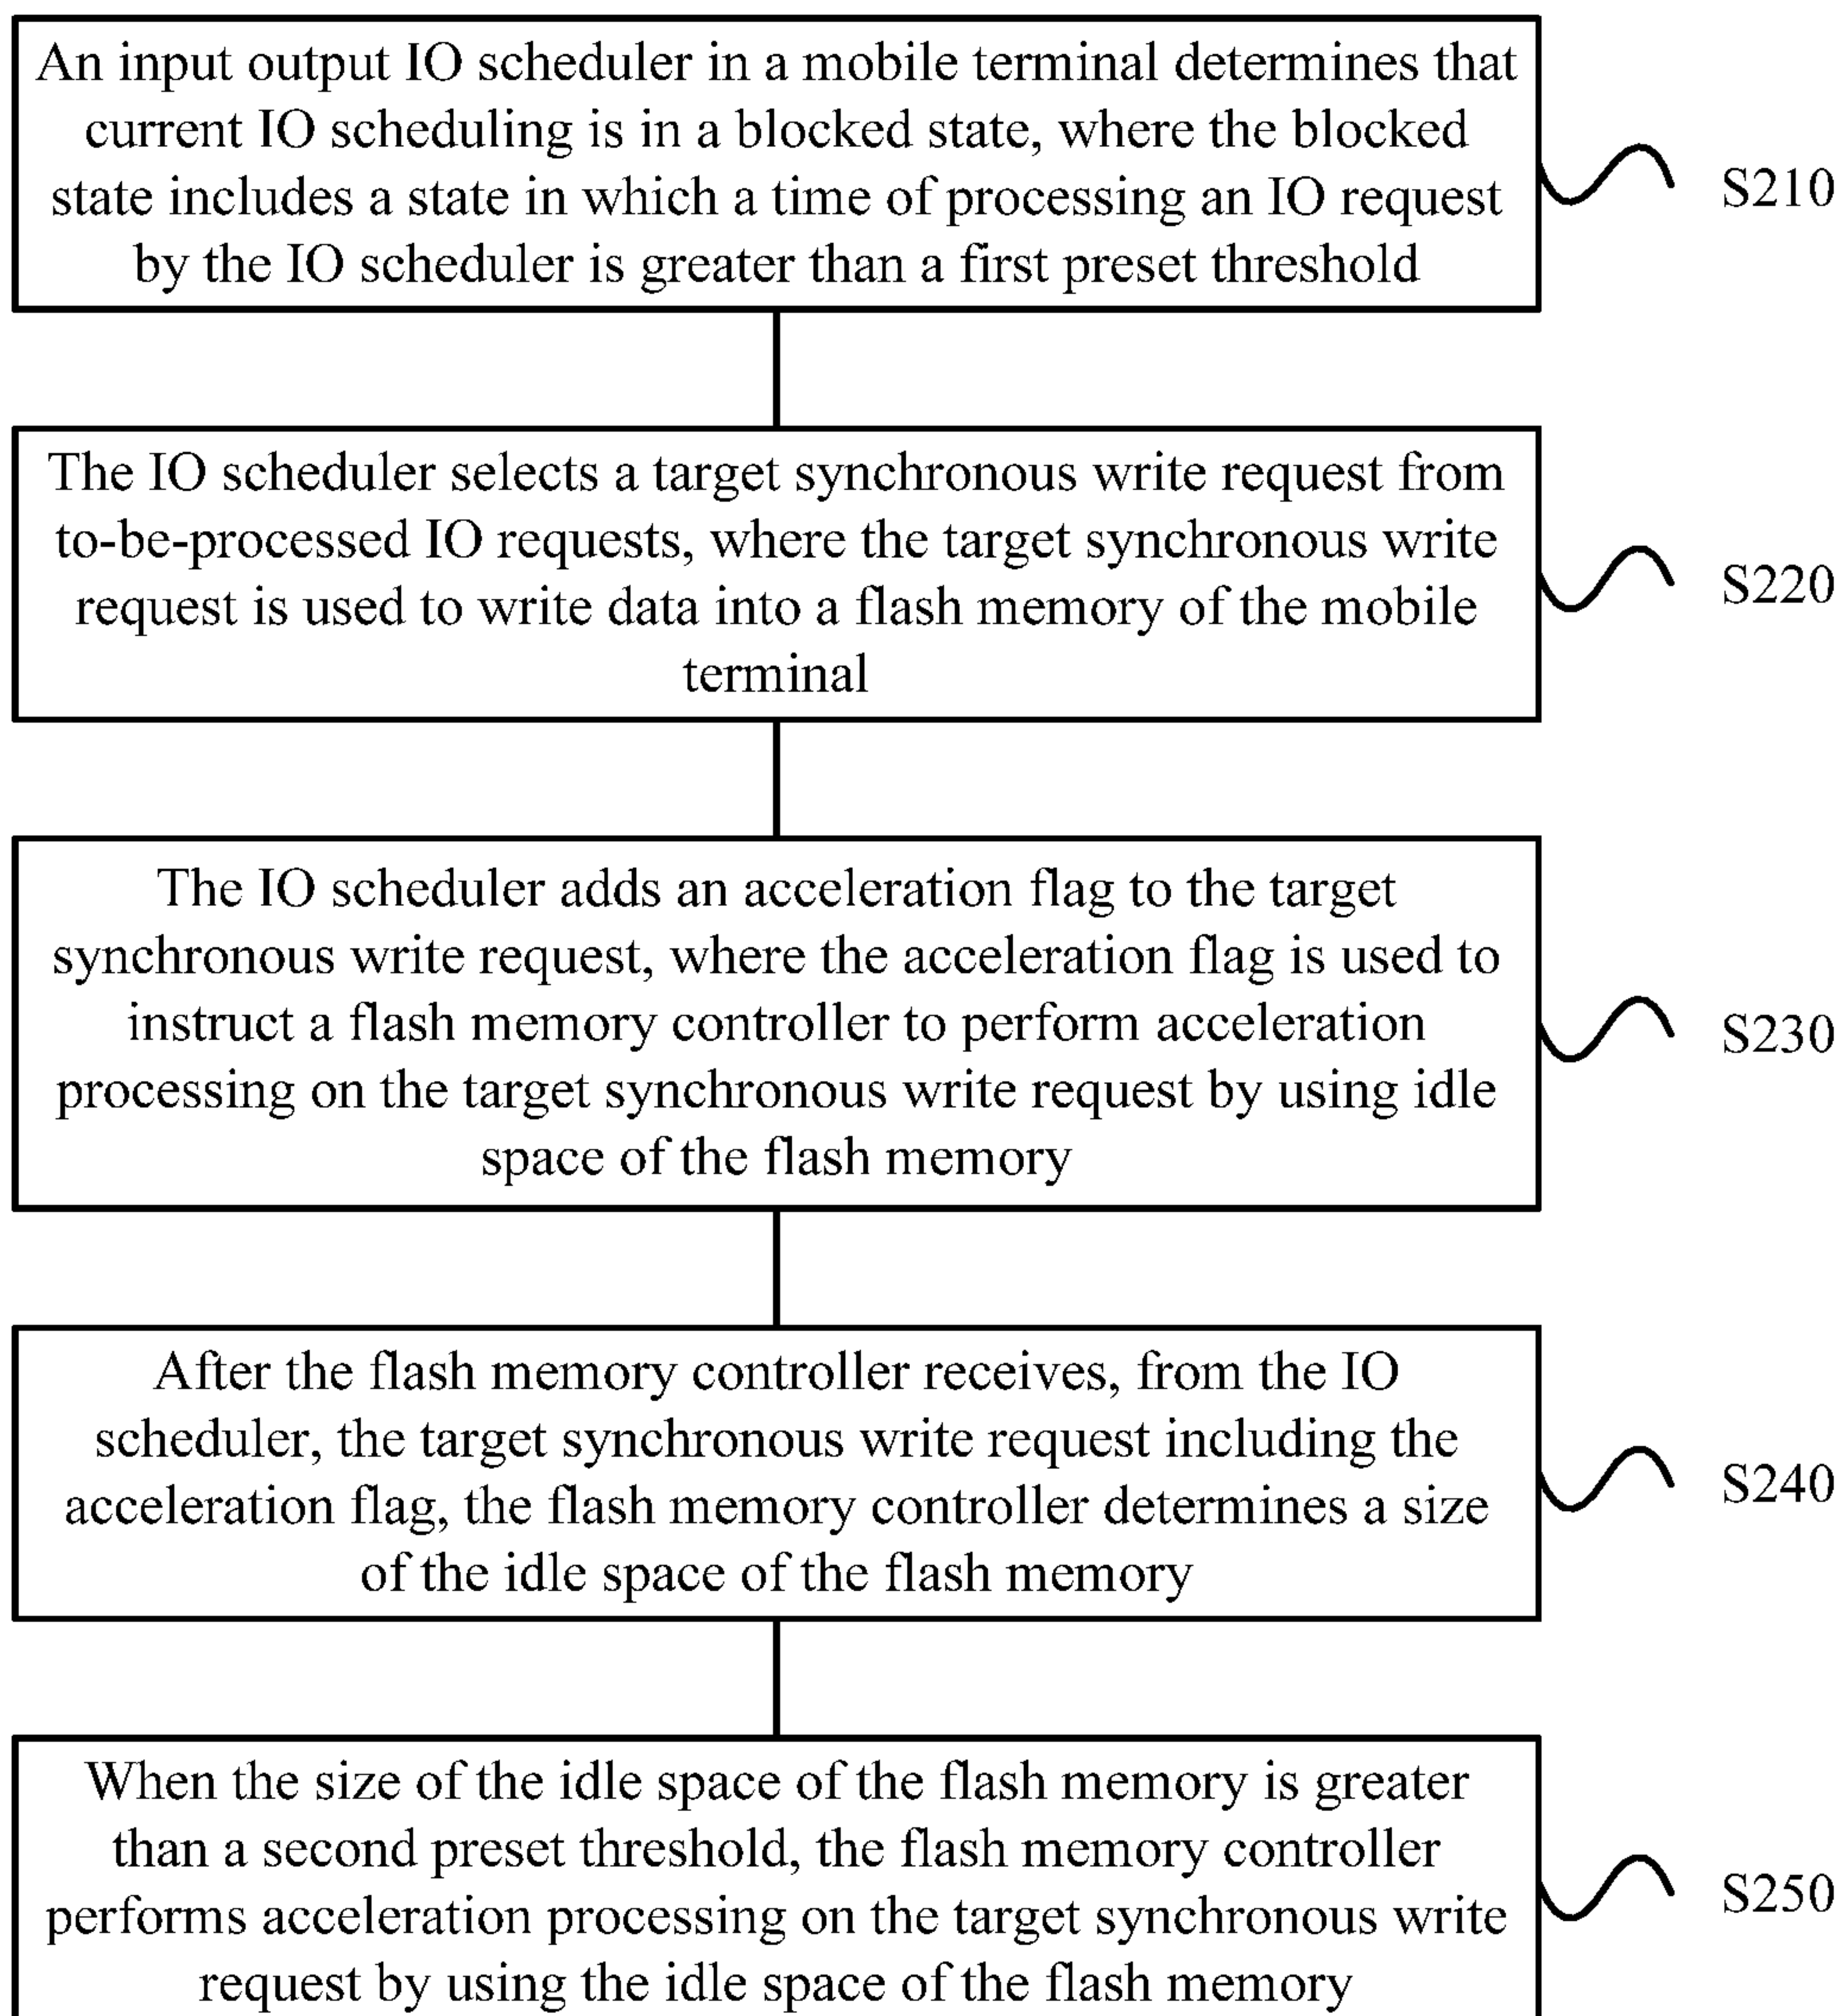 An input output IO scheduler in a mobile terminal determines that
current IO scheduling is in a blocked state, where the blocked
state includes a state in which a time of processing an IO request
by the IO scheduler is greater than a first preset threshold
S210
The IO scheduler selects a target synchronous write request from
to-be-processed IO requests, where the target synchronous write
request is used to write data into a flash memory of the mobile
terminal
S220
The IO scheduler adds an acceleration flag to the target
synchronous write request, where the acceleration flag is used to
instruct a flash memory controller to perform acceleration
processing on the target synchronous write request by using idle
space of the flash memory
S230
After the flash memory controller receives, from the IO
scheduler, the target synchronous write request including the
acceleration flag, the flash memory controller determines a size
of the idle space of the flash memory
S240
When the size of the idle space of the flash memory is greater
than a second preset threshold, the flash memory controller
performs acceleration processing on the target synchronous write
request by using the idle space of the flash memory
S250